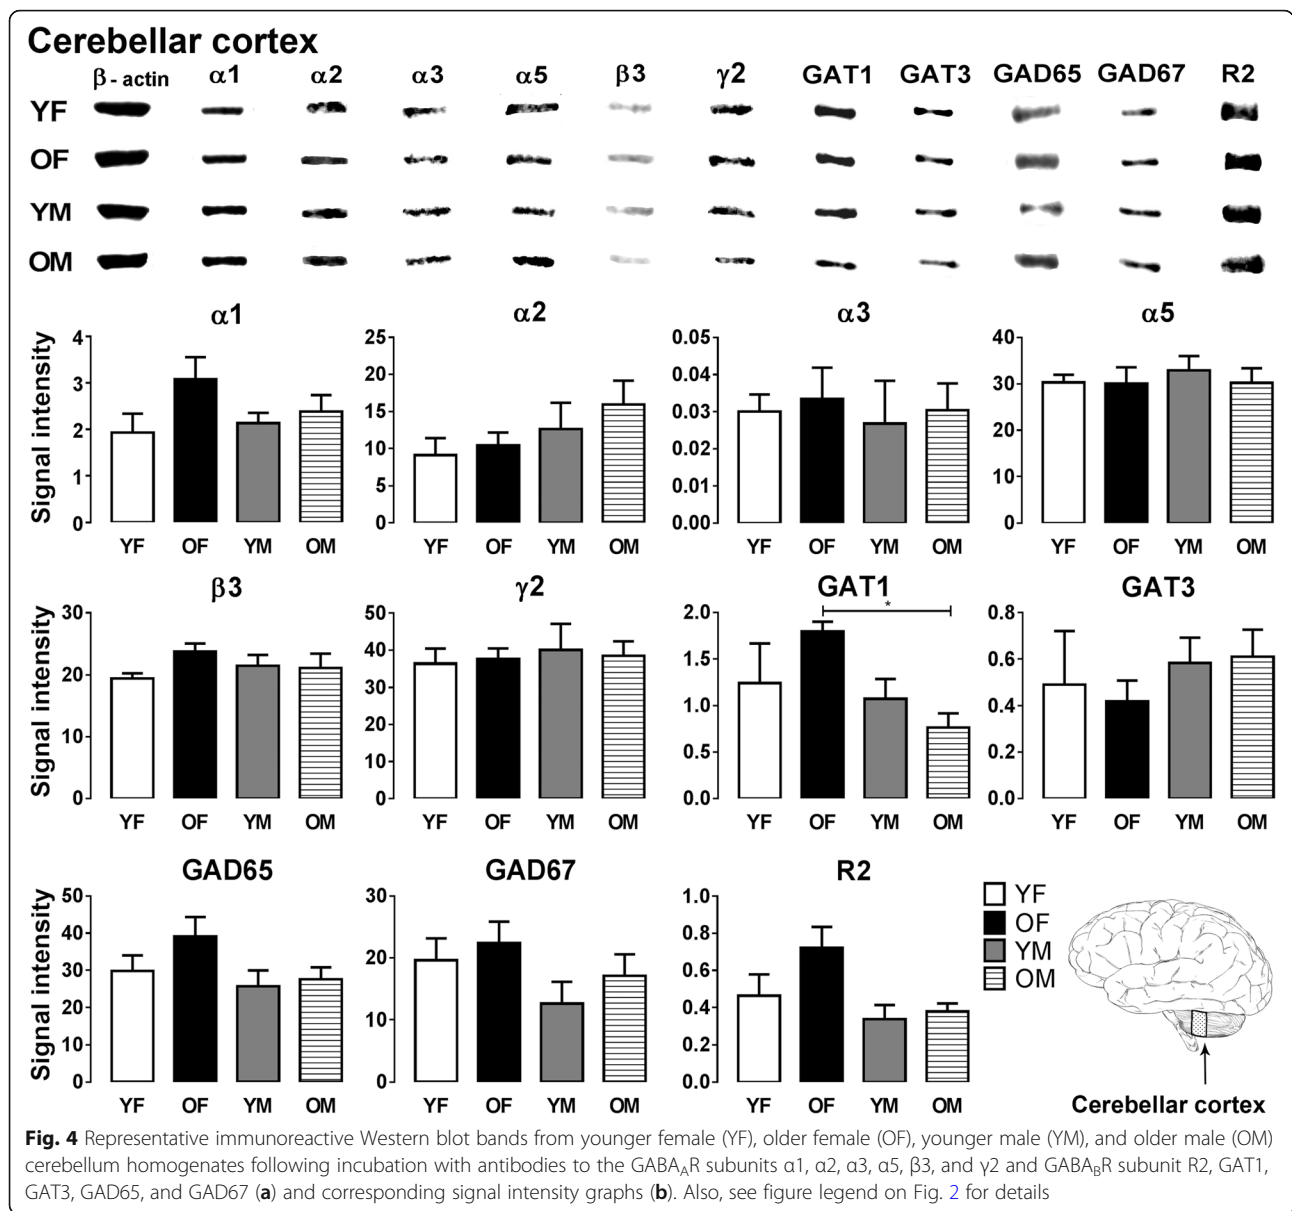 Cerebellar cortex
β - actin α1 α2 α3 α5 β3 γ2 GAT1 GAT3 GAD65 GAD67 R2
YF
OF
YM
OM
α1 α2 α3 α5
Signal intensity
4 3 2 1 0
YF OF YM OM
25 20 15 10 5 0
YF OF YM OM
0.05 0.04 0.03 0.02 0.01 0.00
YF OF YM OM
40 30 20 10 0
YF OF YM OM
β3 γ2 GAT1 GAT3
Signal intensity
30 20 10 0
YF OF YM OM
50 40 30 20 10 0
YF OF YM OM
2.0 1.5 1.0 0.5 0.0
*
YF OF YM OM
0.8 0.6 0.4 0.2 0.0
YF OF YM OM
GAD65 GAD67 R2
Signal intensity
50 40 30 20 10 0
YF OF YM OM
30 20 10 0
YF OF YM OM
1.0 0.8 0.6 0.4 0.2 0.0
YF OF YM OM
YF
OF
YM
OM
Cerebellar cortex
Fig. 4 Representative immunoreactive Western blot bands from younger female (YF), older female (OF), younger male (YM), and older male (OM)
cerebellum homogenates following incubation with antibodies to the GABA_AR subunits α1, α2, α3, α5, β3, and γ2 and GABA_BR subunit R2, GAT1,
GAT3, GAD65, and GAD67 (a) and corresponding signal intensity graphs (b). Also, see figure legend on Fig. 2 for details